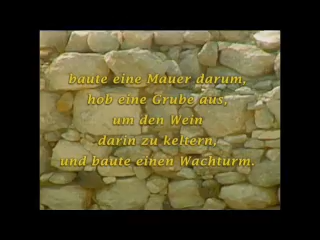 baute eine Mauer darum,
hob eine Grube aus,
um den Wein
darin zu keltern,
und baute einen Wachturm.